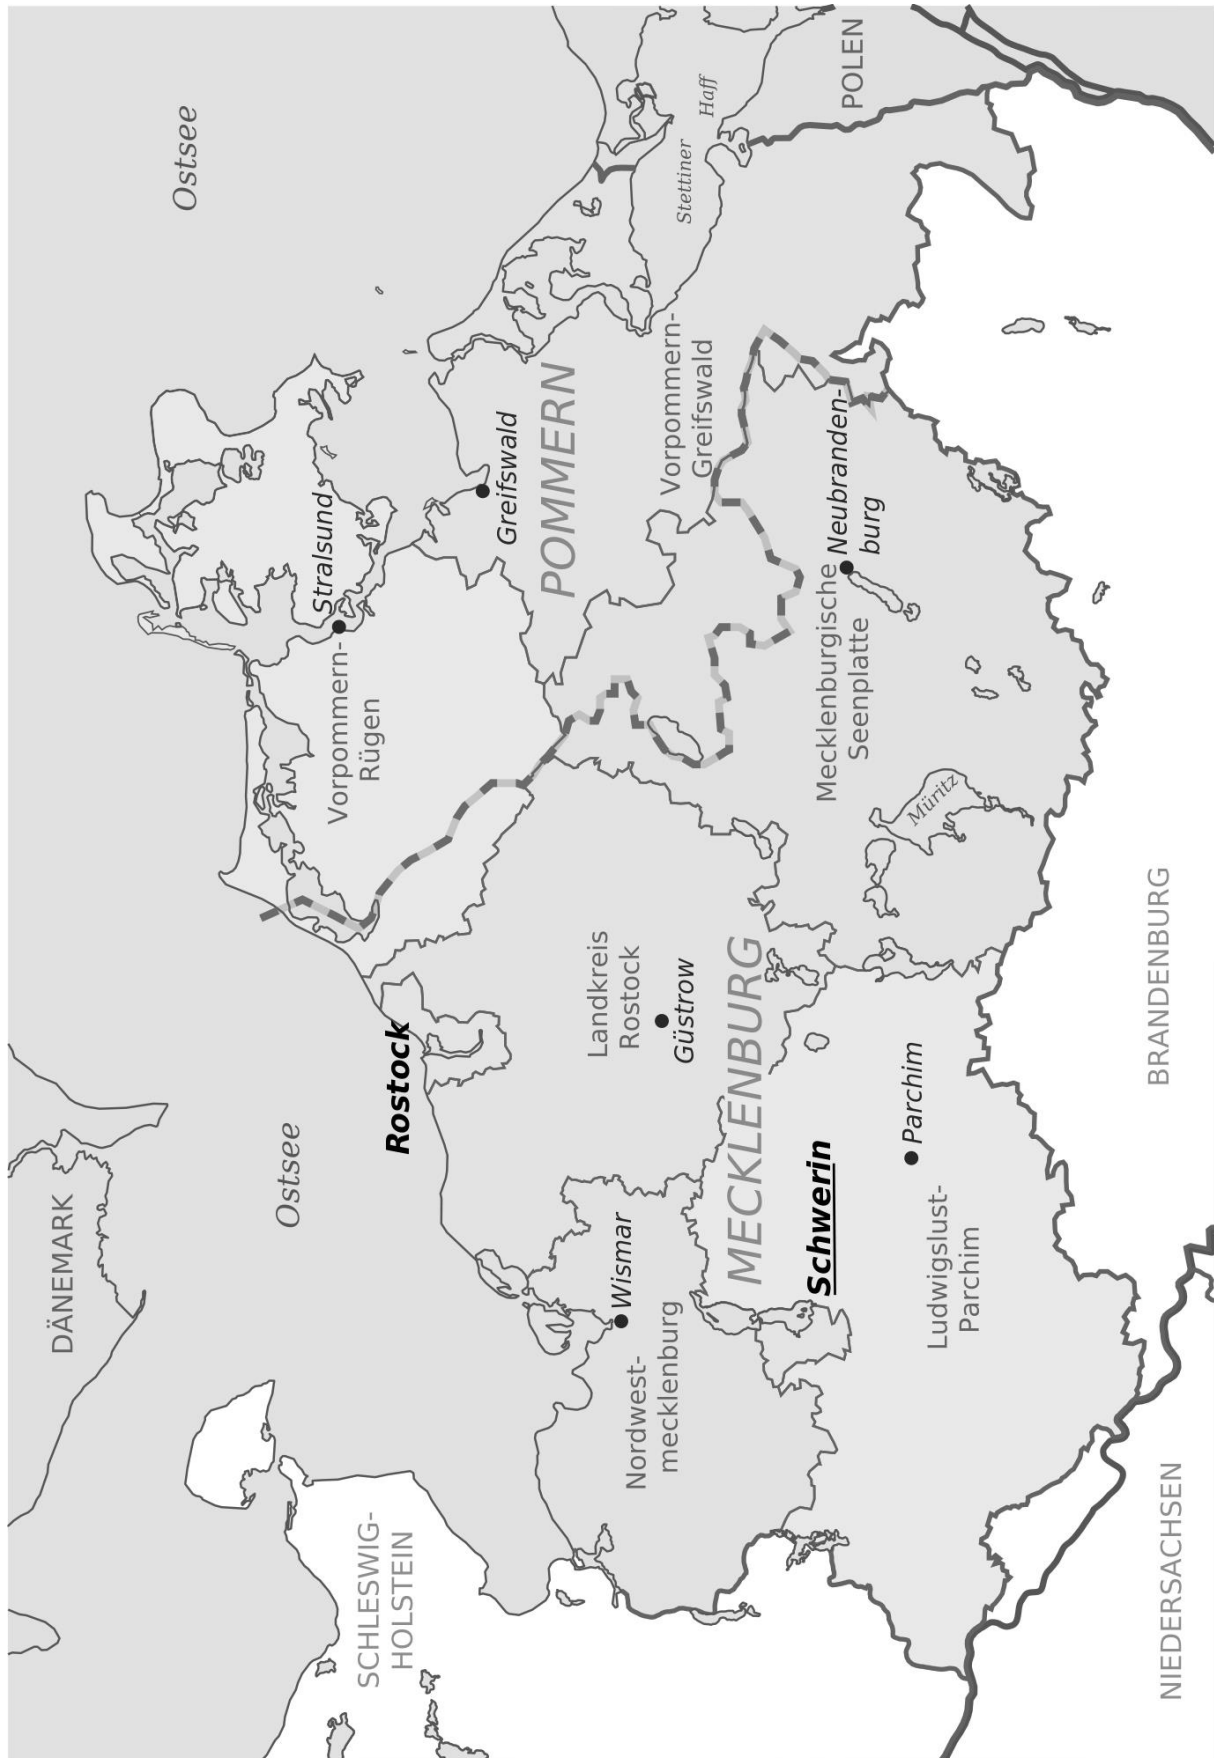 DÄNEMARK
Ostsee
Ostsee
SCHLESWIG-
HOLSTEIN
Rostock
Vorpommern-
Rügen
Stralsund
Greifswald
POMMERN
Vorpommern-
Greifswald
Stettiner
Haff
POLEN
Nordwest-
mecklenburg
Wismar
Landkreis
Rostock
Güstrow
MECKLENBURG
Schwerin
Mecklenburgische
Seenplatte
Neubranden-
burg
Müritz
Ludwigslust-
Parchim
Parchim
NIEDERSACHSEN
BRANDENBURG